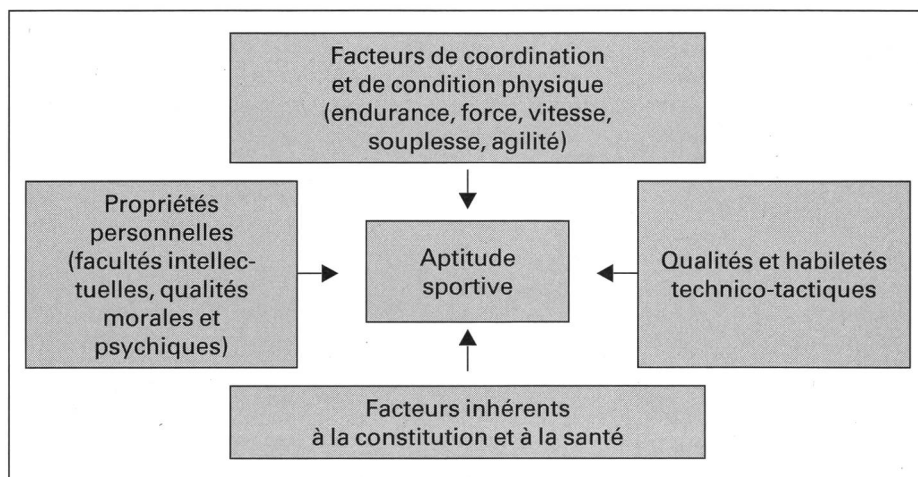 Facteurs de coordination
et de condition physique
(endurance, force, vitesse,
souplesse, agilité)
Propriétés
personnelles
(facultés intellec-
tuelles, qualités
morales et
psychiques)
Aptitude
sportive
Qualités et habiletés
technico-tactiques
Facteurs inhérents
à la constitution et à la santé